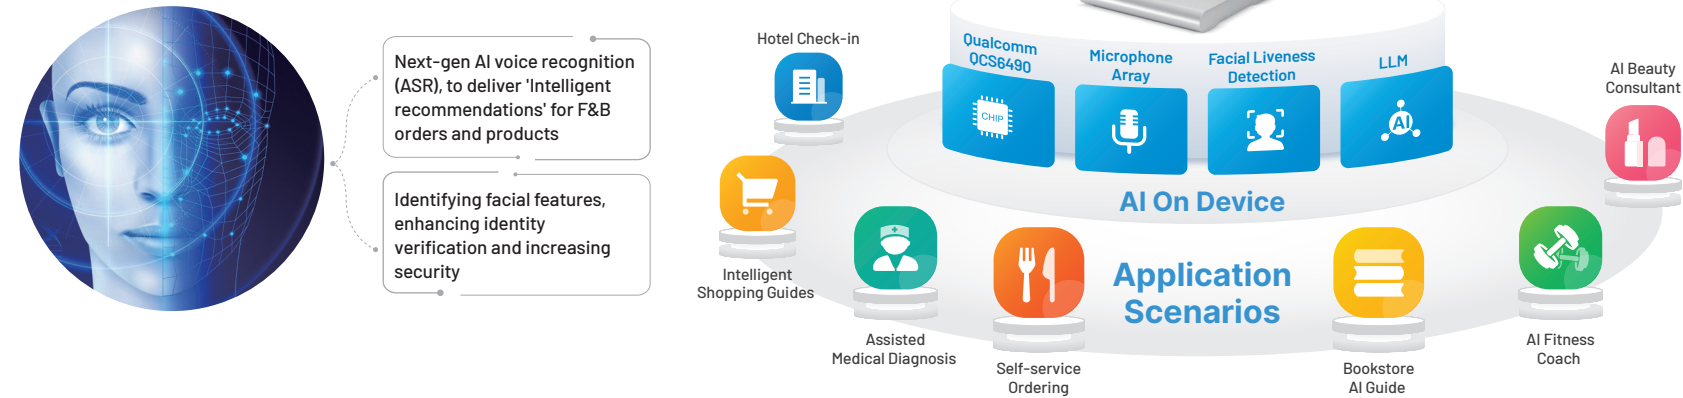 Next-gen AI voice recognition
(ASR), to deliver 'Intelligent
recommendations' for F&B
orders and products
Identifying facial features,
enhancing identity
verification and increasing
security
Hotel Check-in
Intelligent
Shopping Guides
Assisted
Medical Diagnosis
Self-service
Ordering
Qualcomm
QCS6490
CHIP
Microphone
Array
Facial Liveness
Detection
LLM
AI
AI On Device
Application
Scenarios
Bookstore
AI Guide
AI Fitness
Coach
AI Beauty
Consultant